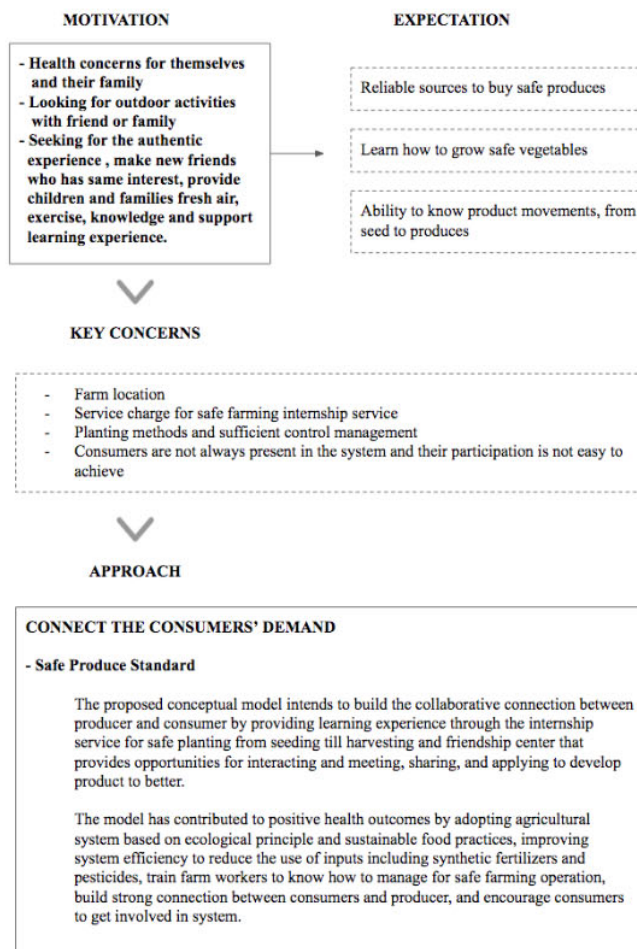 MOTIVATION
EXPECTATION
- Health concerns for themselves
and their family
- Looking for outdoor activities
with friend or family
- Seeking for the authentic
experience , make new friends
who has same interest, provide
children and families fresh air,
exercise, knowledge and support
learning experience.
Reliable sources to buy safe produces
Learn how to grow safe vegetables
Ability to know product movements, from
seed to produces
KEY CONCERNS
- Farm location
- Service charge for safe farming internship service
- Planting methods and sufficient control management
- Consumers are not always present in the system and their participation is not easy to
achieve
APPROACH
CONNECT THE CONSUMERS’ DEMAND
- Safe Produce Standard
The proposed conceptual model intends to build the collaborative connection between
producer and consumer by providing learning experience through the internship
service for safe planting from seeding till harvesting and friendship center that
provides opportunities for interacting and meeting, sharing, and applying to develop
product to better.
The model has contributed to positive health outcomes by adopting agricultural
system based on ecological principle and sustainable food practices, improving
system efficiency to reduce the use of inputs including synthetic fertilizers and
pesticides, train farm workers to know how to manage for safe farming operation,
build strong connection between consumers and producer, and encourage consumers
to get involved in system.